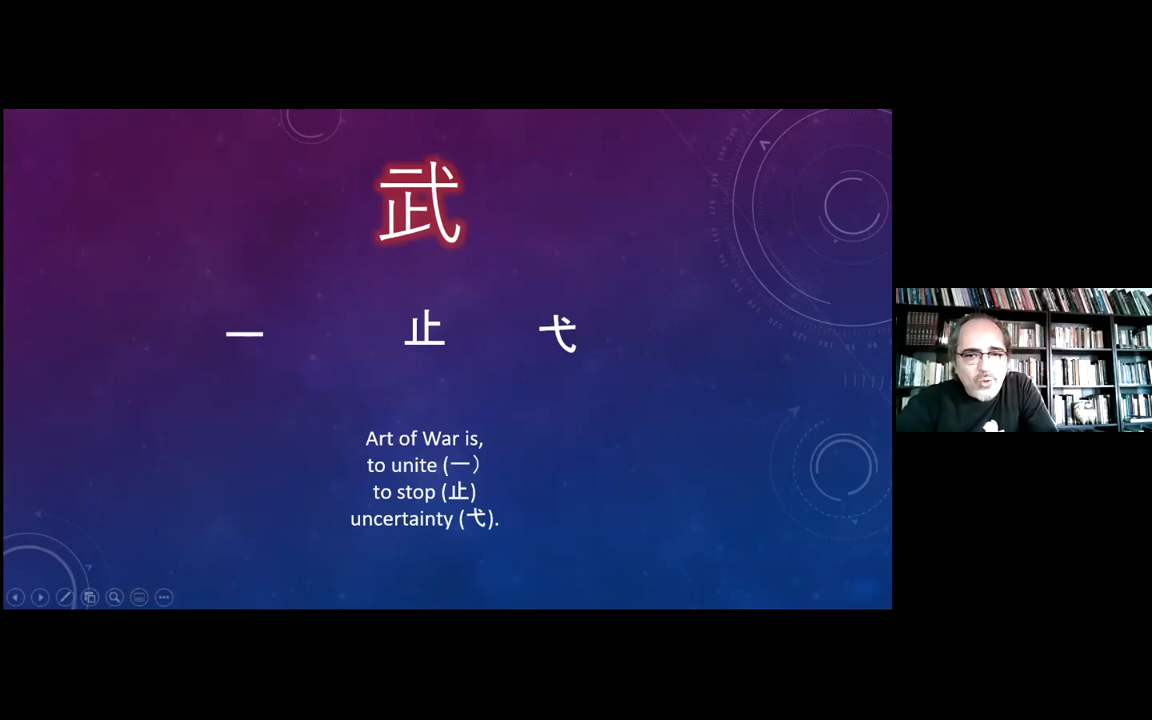 武
一 止 弋
Art of War is,
to unite (一）
to stop (止)
uncertainty (弋).